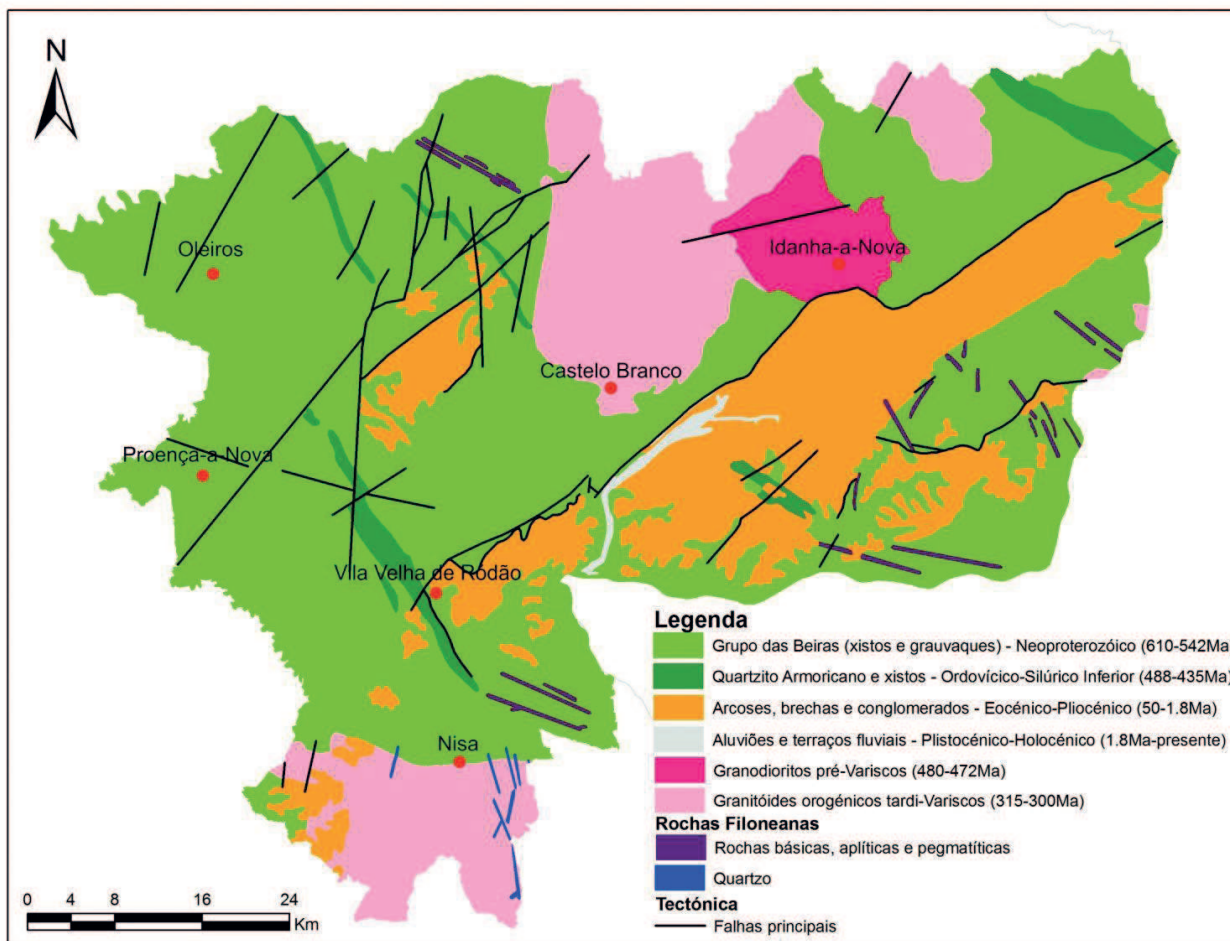 N
Oleiros
Idanha-a-Nova
Castelo Branco
Proença-a-Nova
Vila Velha de Ródão
Nisa
Legenda
Grupo das Beiras (xistos e grauvaques) - Neoproterozóico (610-542Ma)
Quartzito Armoricano e xistos - Ordovícico-Silúrico Inferior (488-435Ma)
Arcoses, brechas e conglomerados - Eocénico-Pliocénico (50-1.8Ma)
Aluviões e terraços fluviais - Plistocénico-Holocénico (1.8Ma-presente)
Granodioritos pré-Variscos (480-472Ma)
Granitóides orogénicos tardi-Variscos (315-300Ma)
Rochas Filoneanas
Rochas básicas, aplíticas e pegmatíticas
Quartzo
Tectónica
Falhas principais
0 4 8 16 24
Km